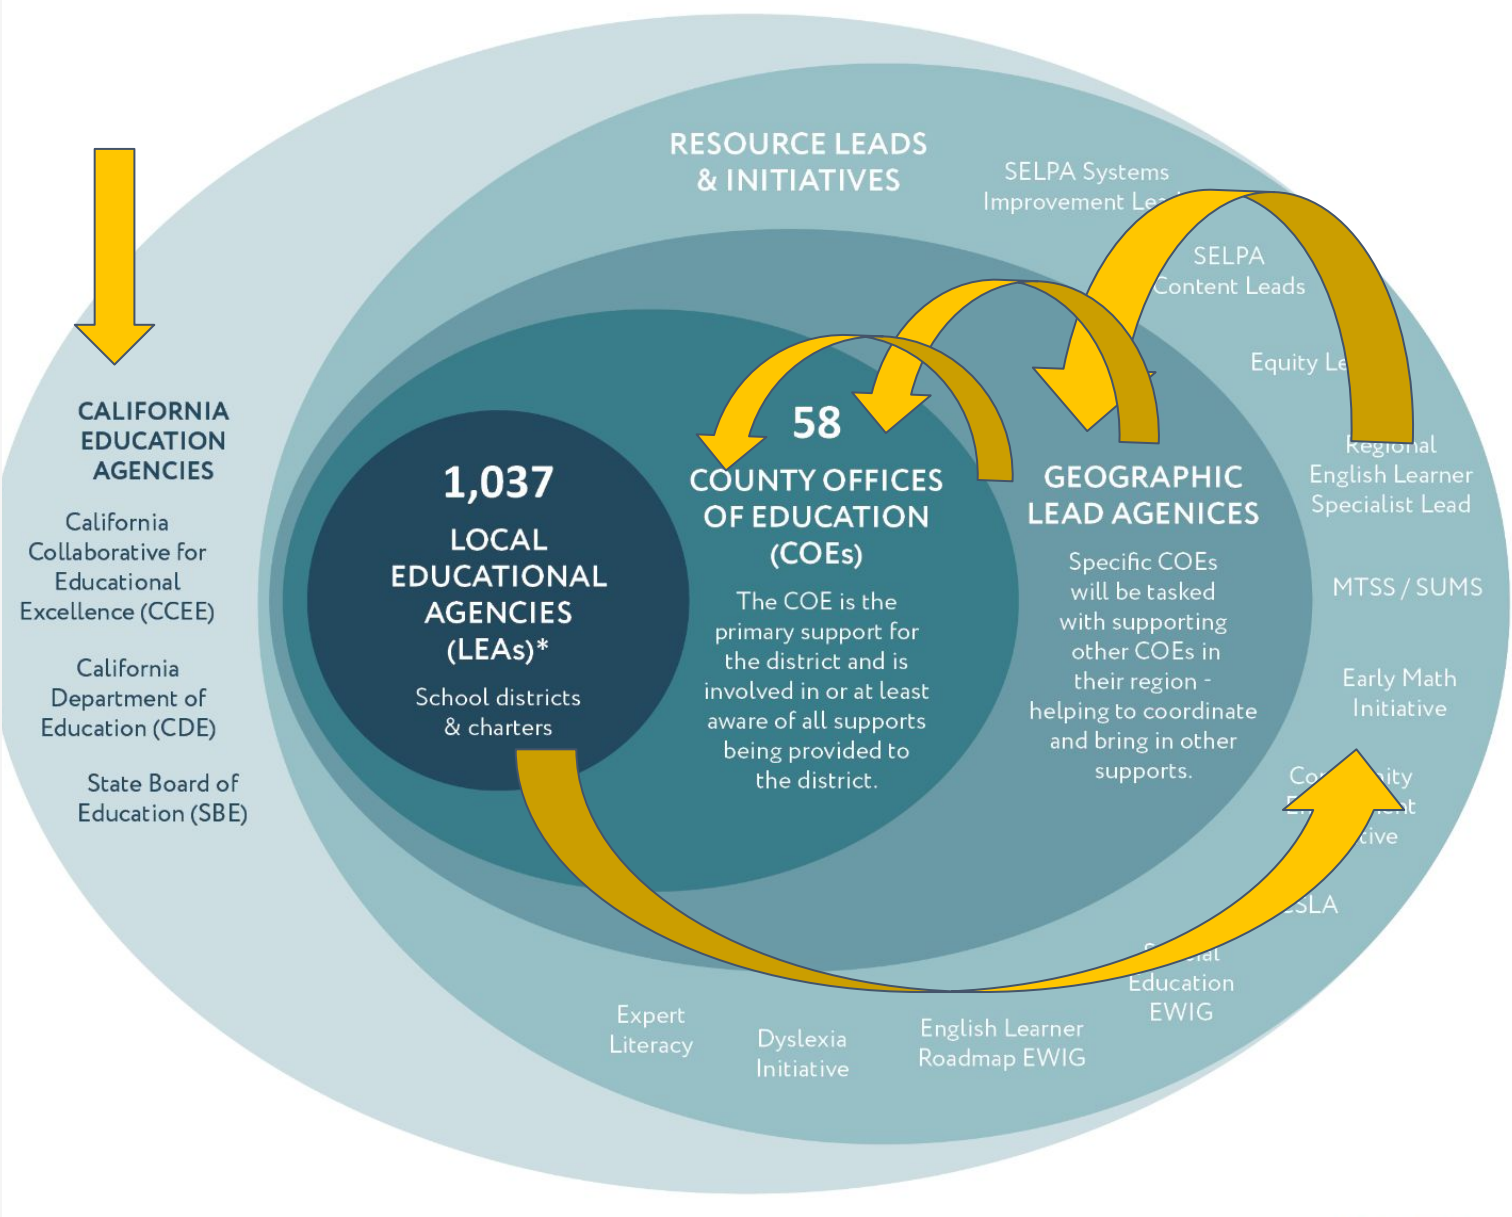 RESOURCE LEADS
& INITIATIVES
SELPA Systems
Improvement
SELPA
Content Leads
Equity
Regional
English Learner
Specialist Lead
MTSS / SUMS
Early Math
Initiative
Special
Education
EWIG
English Learner
Roadmap EWIG
Dyslexia
Initiative
Expert
Literacy
CALIFORNIA
EDUCATION
AGENCIES
California
Collaborative for
Educational
Excellence (CCEE)
California
Department of
Education (CDE)
State Board of
Education (SBE)
1,037
LOCAL
EDUCATIONAL
AGENCIES
(LEAs)*
School districts
& charters
58
COUNTY OFFICES
OF EDUCATION
(COEs)
The COE is the
primary support for
the district and is
involved in or at least
aware of all supports
being provided to
the district.
GEOGRAPHIC
LEAD AGENICES
Specific COEs
will be tasked
with supporting
other COEs in
their region -
helping to coordinate
and bring in other
supports.